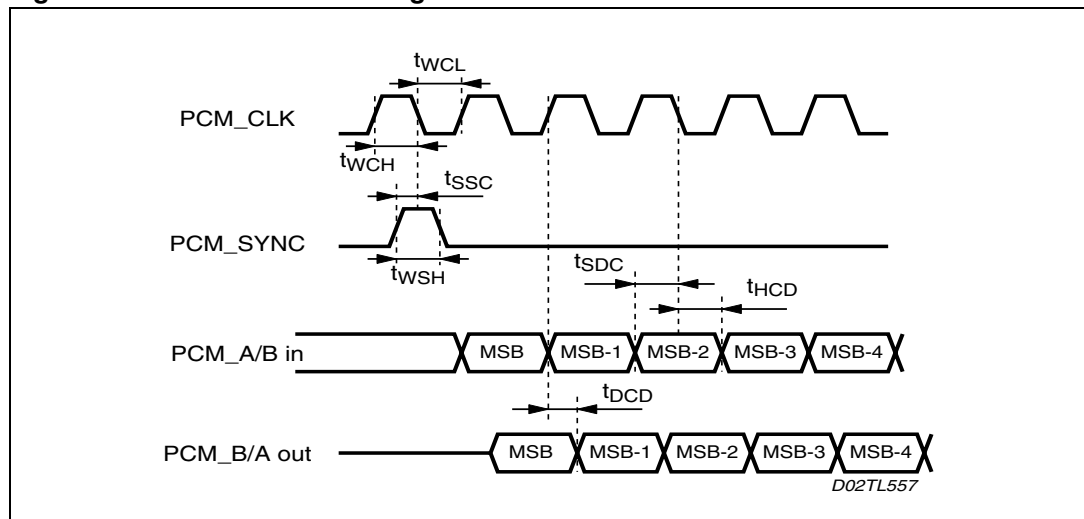 tWCL
PCM_CLK
tWCH
tSSC
PCM_SYNC
tWSH
tSDC
tHCD
PCM_A/B in
MSB MSB-1 MSB-2 MSB-3 MSB-4
tDCD
PCM_B/A out
MSB MSB-1 MSB-2 MSB-3 MSB-4
D02TL557